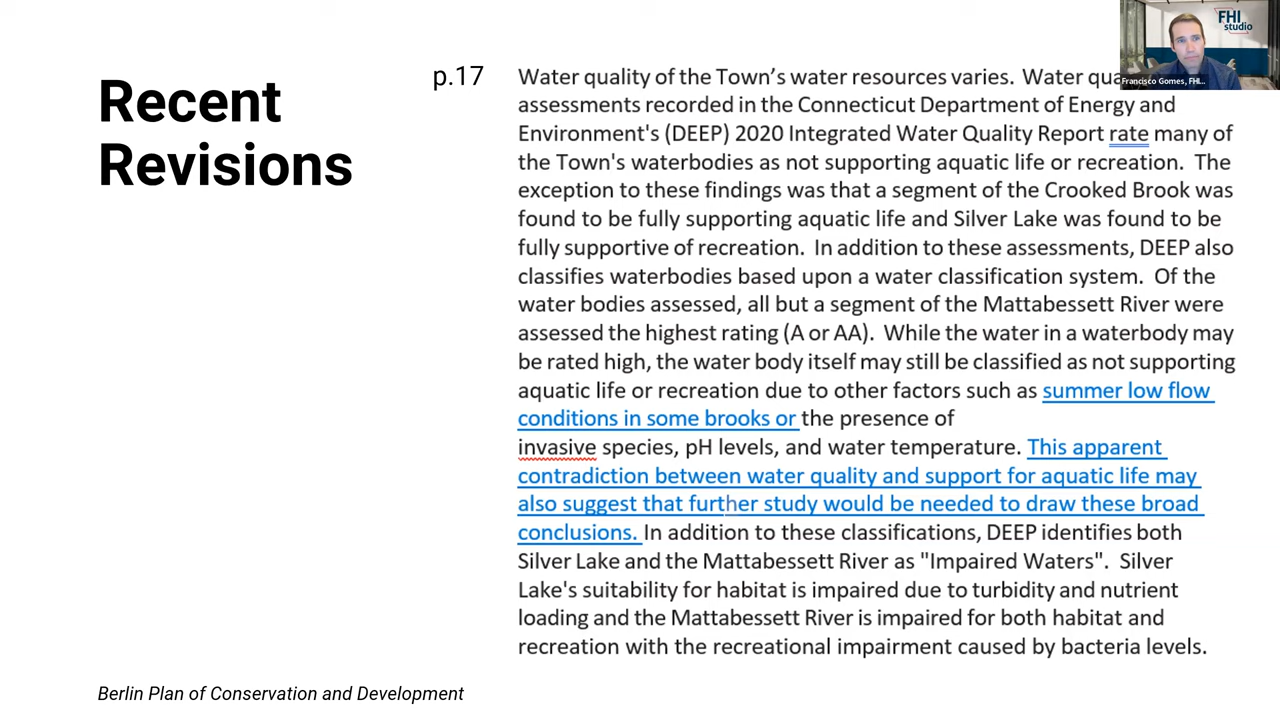 Recent
Revisions
p.17
Water quality of the Town's water resources varies. Water qua
assessments recorded in the Connecticut Department of Energy and
Environment's (DEEP) 2020 Integrated Water Quality Report rate many of
the Town's waterbodies as not supporting aquatic life or recreation. The
exception to these findings was that a segment of the Crooked Brook was
found to be fully supporting aquatic life and Silver Lake was found to be
fully supportive of recreation. In addition to these assessments, DEEP also
classifies waterbodies based upon a water classification system. Of the
water bodies assessed, all but a segment of the Mattabessett River were
assessed the highest rating (A or AA). While the water in a waterbody may
be rated high, the water body itself may still be classified as not supporting
aquatic life or recreation due to other factors such as summer low flow
conditions in some brooks or the presence of
invasive species, pH levels, and water temperature. This apparent
contradiction between water quality and support for aquatic life may
also suggest that further study would be needed to draw these broad
conclusions. In addition to these classifications, DEEP identifies both
Silver Lake and the Mattabessett River as "Impaired Waters". Silver
Lake's suitability for habitat is impaired due to turbidity and nutrient
loading and the Mattabessett River is impaired for both habitat and
recreation with the recreational impairment caused by bacteria levels.
Berlin Plan of Conservation and Development
FHI
studio
Francisco Gomes, FHI...